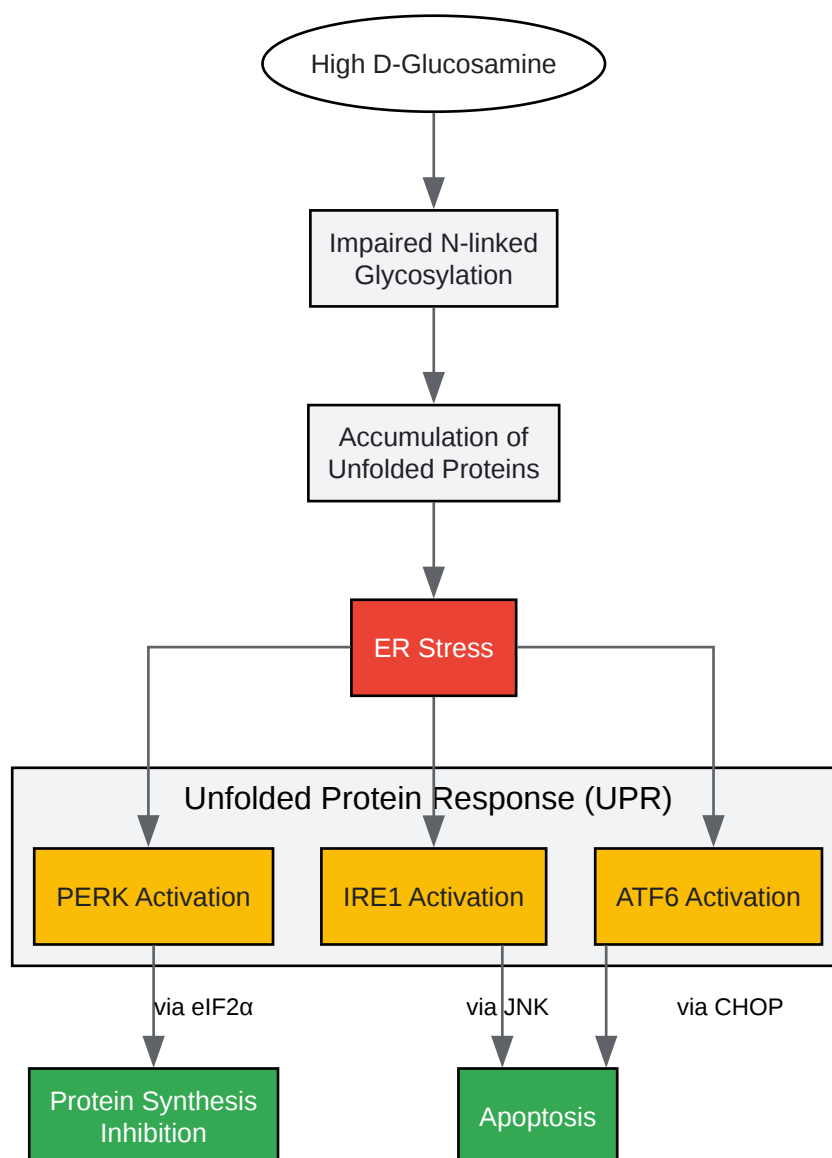 High D-Glucosamine
Impaired N-linked
Glycosylation
Accumulation of
Unfolded Proteins
ER Stress
Unfolded Protein Response (UPR)
PERK Activation
IRE1 Activation
ATF6 Activation
via eIF2α
via JNK
via CHOP
Protein Synthesis
Inhibition
Apoptosis